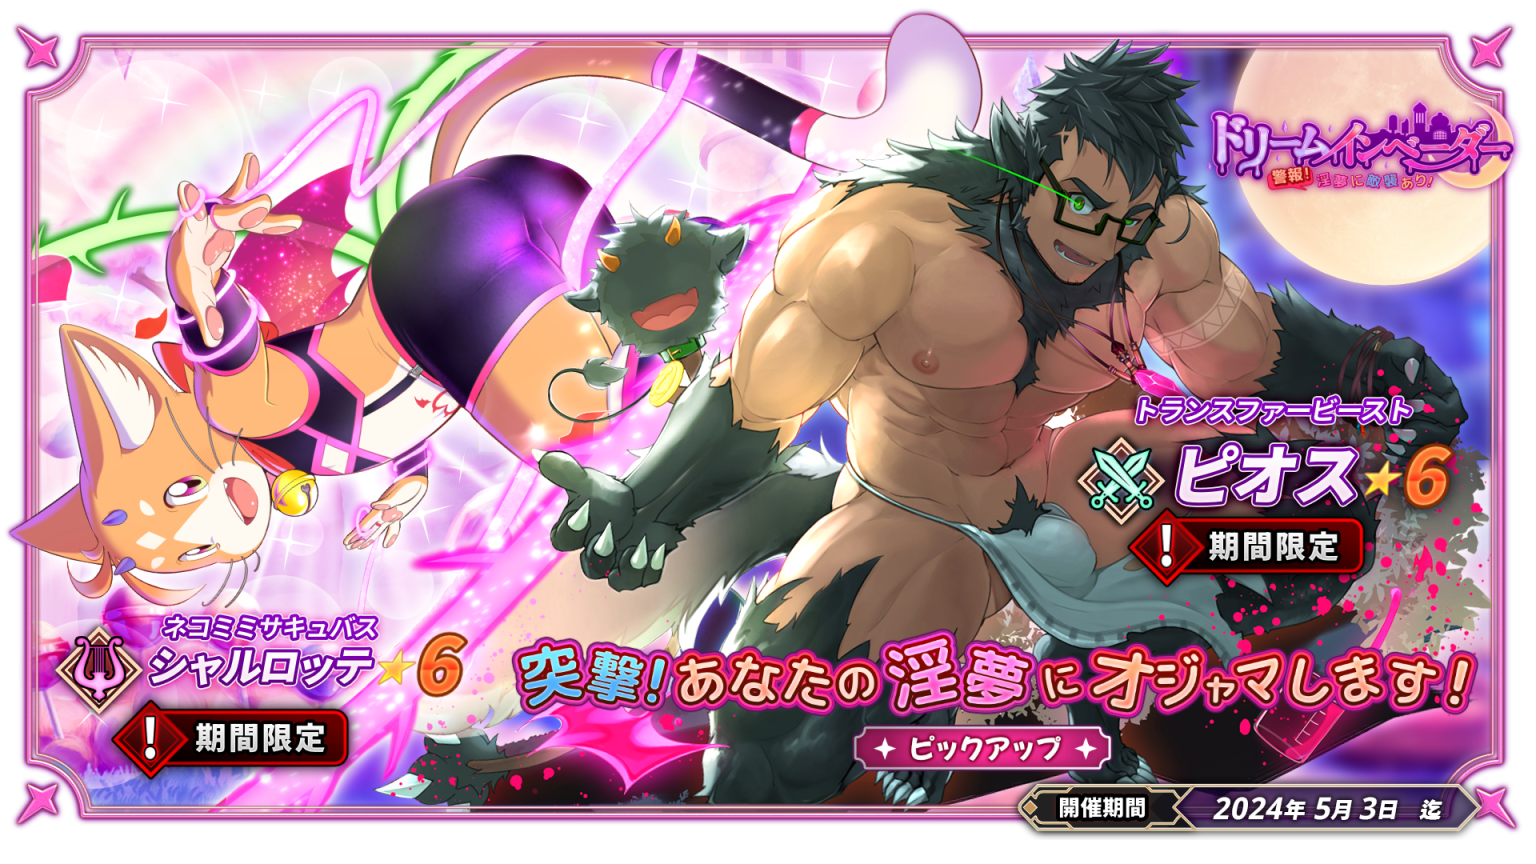 ドリームインベーダー
警報! 淫夢に敵襲あり!
トランスファービースト
ピオス★6
!期間限定
ネコミミサキュバス
シャルロッテ★6
!期間限定
突撃!あなたの淫夢にオジャマします!
ピックアップ
開催期間 2024年5月3日 迄